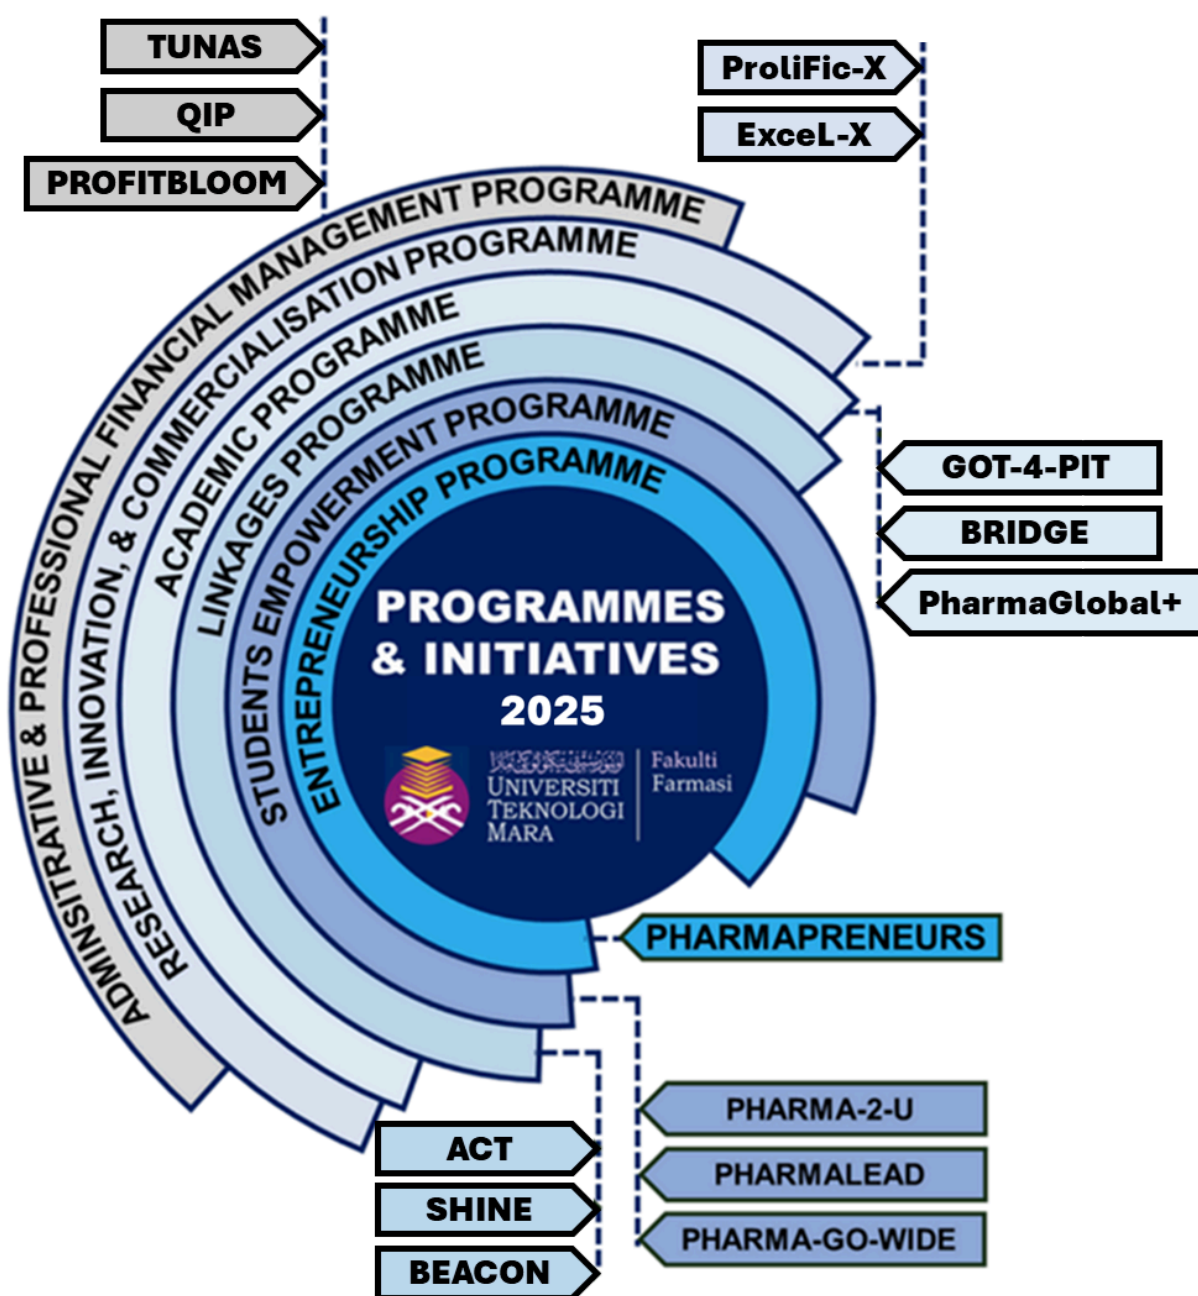 TUNAS
QIP
PROFITBLOOM
ProliFic-X
ExceL-X
ADMINSITRATIVE & PROFESSIONAL FINANCIAL MANAGEMENT PROGRAMME
RESEARCH, INNOVATION, & COMMERCIALISATION PROGRAMME
ACADEMIC PROGRAMME
LINKAGES PROGRAMME
STUDENTS EMPOWERMENT PROGRAMME
ENTREPRENEURSHIP PROGRAMME
PROGRAMMES
& INITIATIVES
2025
UNIVERSITI
TEKNOLOGI
MARA
Fakulti
Farmasi
GOT-4-PIT
BRIDGE
PharmaGlobal+
PHARMAPRENEURS
PHARMA-2-U
PHARMALEAD
PHARMA-GO-WIDE
ACT
SHINE
BEACON